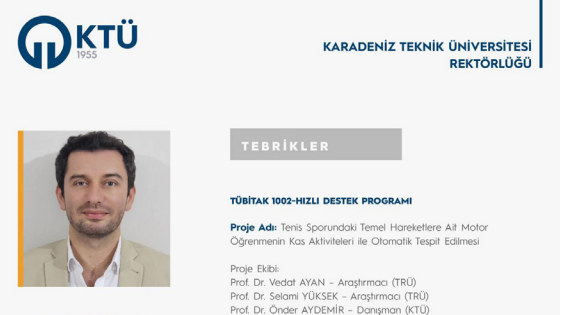 KTÜ
1955
KARADENİZ TEKNİK ÜNİVERSİTESİ
REKTÖRLÜĞÜ
TEBRİKLER
TÜBİTAK 1002-HIZLI DESTEK PROGRAMI
Proje Adı: Tenis Sporundaki Temel Hareketlere Ait Motor
Öğrenmenin Kas Aktiviteleri ile Otomatik Tespit Edilmesi
Proje Ekibi:
Prof. Dr. Vedat AYAN - Araştırmacı (TRÜ)
Prof. Dr. Selami YÜKSEK - Araştırmacı (TRÜ)
Prof. Dr. Önder AYDEMİR - Danışman (KTÜ)